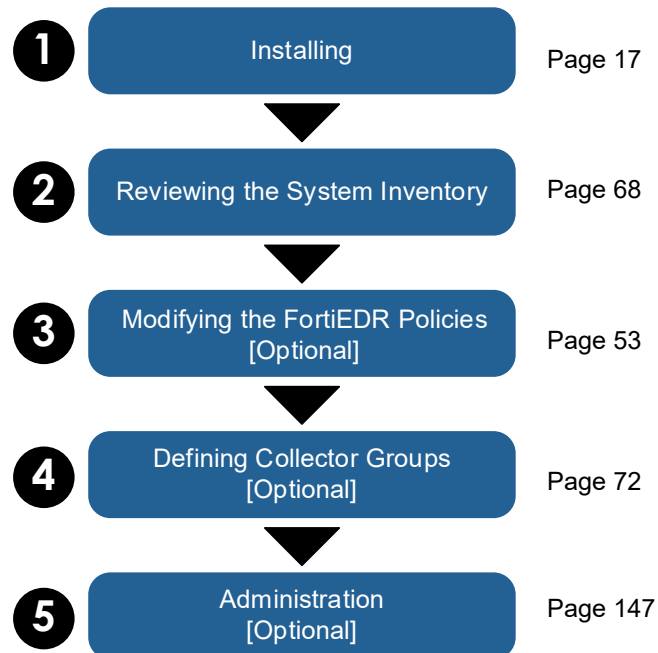 1
Installing
Page 17
2
Reviewing the System Inventory
Page 68
3
Modifying the FortiEDR Policies
[Optional]
Page 53
4
Defining Collector Groups
[Optional]
Page 72
5
Administration
[Optional]
Page 147